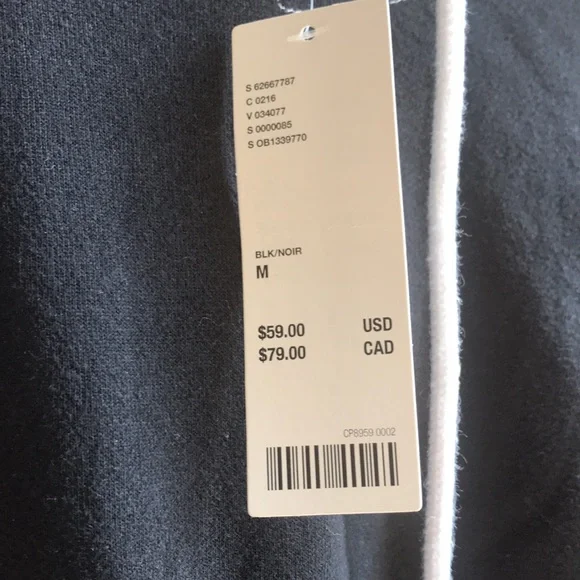 S 62667787
C 0216
V 034077
S 0000085
S OB1339770
BLK/NOIR
M
$59.00 USD
$79.00 CAD
CP8959 0002